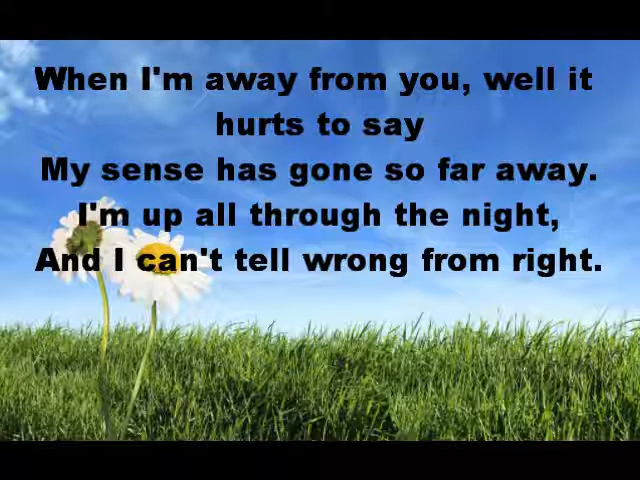 When I'm away from you, well it
hurts to say
My sense has gone so far away.
I'm up all through the night,
And I can't tell wrong from right.